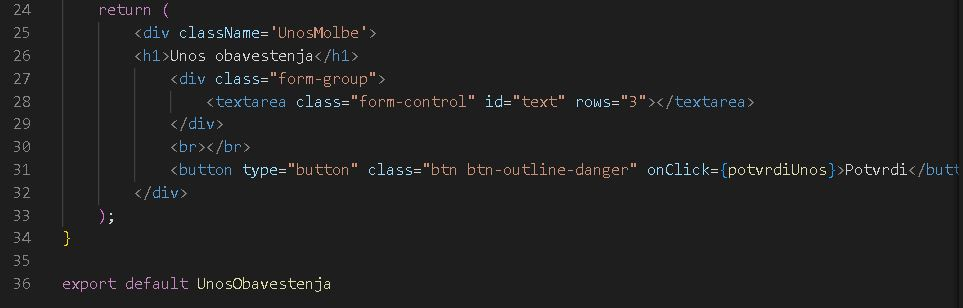 24 return (
25 <div className='UnosMolbe'>
26 <h1>Unos obavestenja</h1>
27 <div class="form-group">
28 <textarea class="form-control" id="text" rows="3"></textarea>
29 </div>
30 <br></br>
31 <button type="button" class="btn btn-outline-danger" onClick={potvrdiUnos}>Potvrdi</butt
32 </div>
33 );
34 }
35
36 export default UnosObavestenja